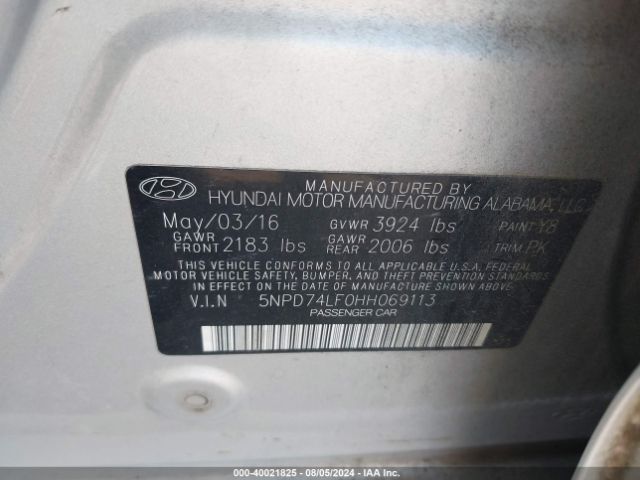 MANUFACTURED BY
HYUNDAI MOTOR MANUFACTURING ALABAMA, LLC
May/03/16 GVWR 3924 lbs PAINT Y8
GAWR FRONT 2183 lbs GAWR REAR 2006 lbs TRIM PK
THIS VEHICLE CONFORMS TO ALL APPLICABLE U.S.A. FEDERAL
MOTOR VEHICLE SAFETY, BUMPER, AND THEFT PREVENTION STANDARDS
IN EFFECT ON THE DATE OF MANUFACTURE SHOWN ABOVE.
V.I.N 5NPD74LF0HH069113
PASSENGER CAR
000-40021825 - 08/05/2024 - IAA Inc.